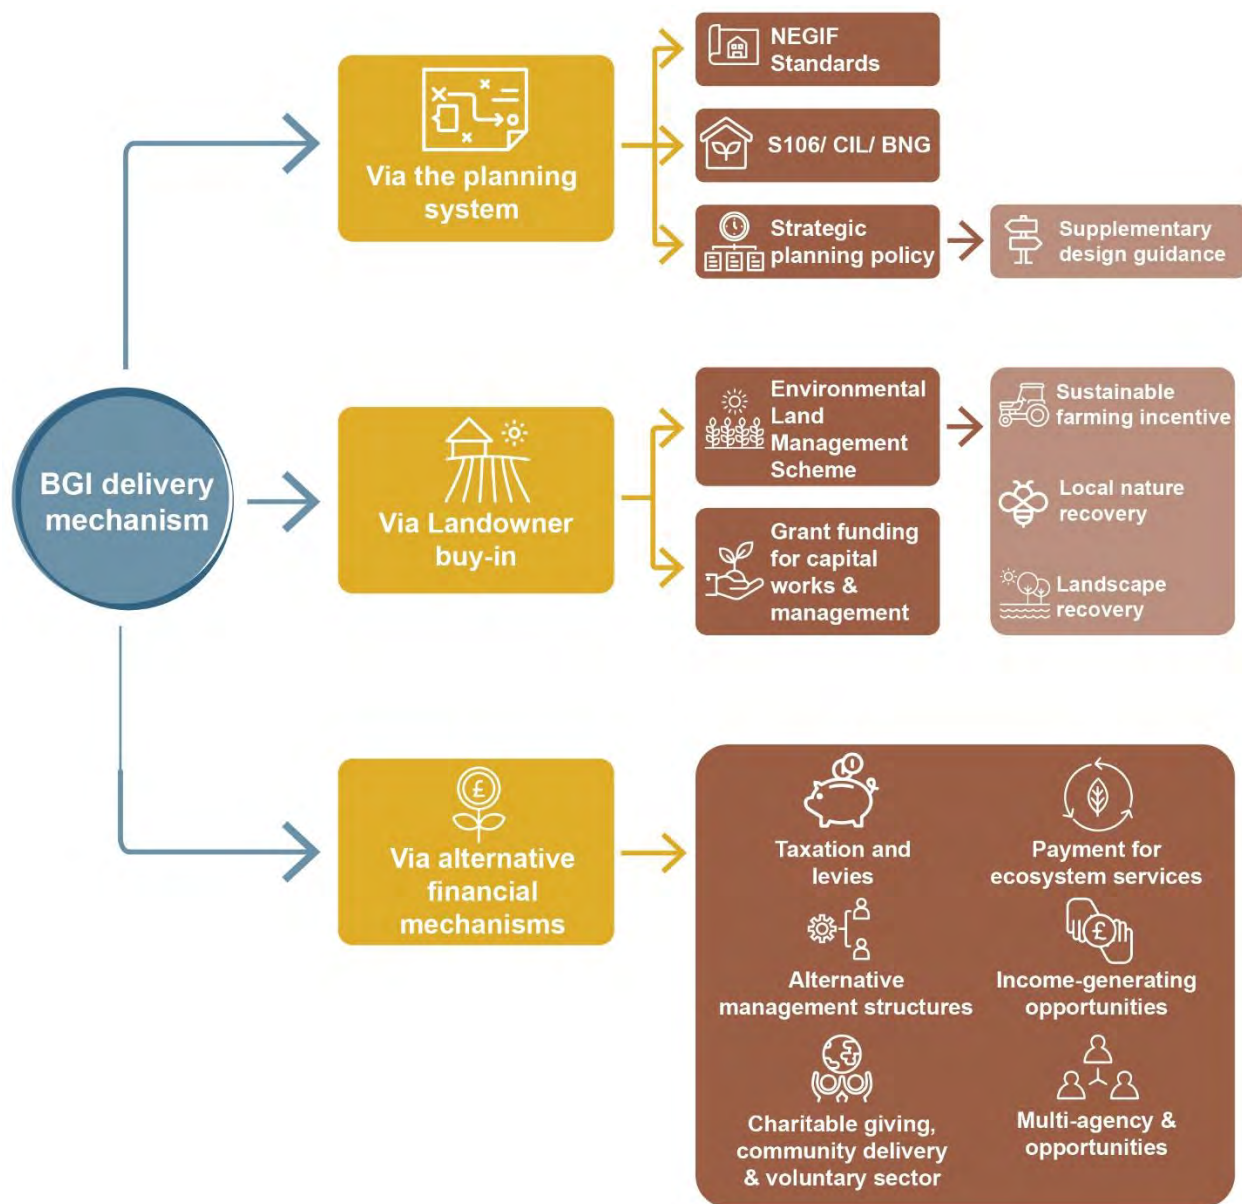 BGI delivery
mechanism
Via the planning
system
NEGIF
Standards
S106/ CIL/ BNG
Strategic
planning policy
Supplementary
design guidance
Via Landowner
buy-in
Environmental
Land
Management
Scheme
Sustainable
farming incentive
Local nature
recovery
Landscape
recovery
Grant funding
for capital
works &
management
£
Via alternative
financial
mechanisms
Taxation and
levies
Payment for
ecosystem services
Alternative
management structures
£
Income-generating
opportunities
Charitable giving,
community delivery
& voluntary sector
Multi-agency &
opportunities